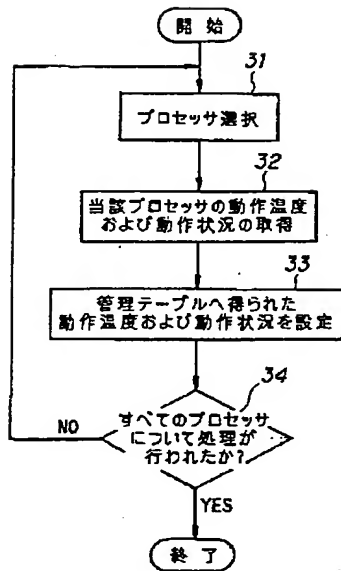 開始
31
プロセッサ選択
32
当該プロセッサの動作温度
および動作状況の取得
33
管理テーブルへ得られた
動作温度および動作状況を設定
34
すべてのプロセッサ
について処理が
行われたか?
NO
YES
終了